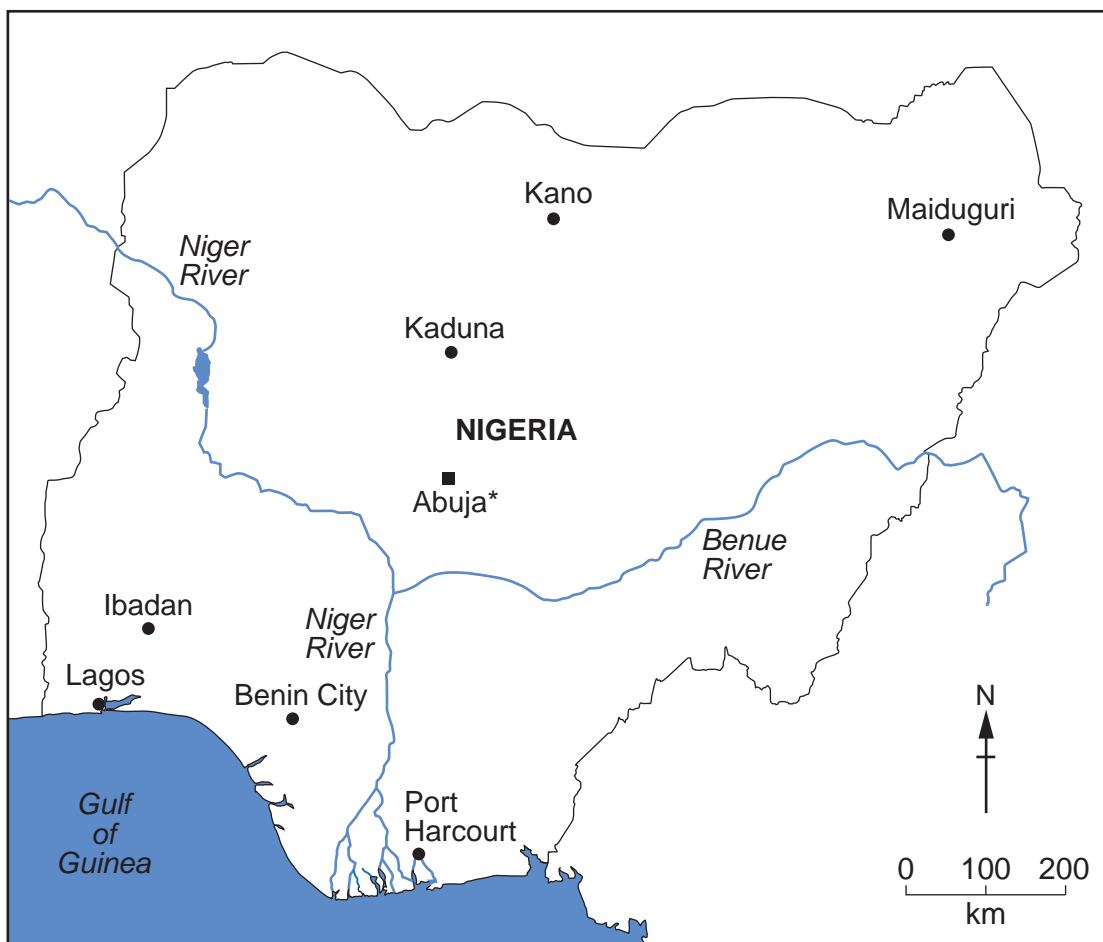 Kano
Maiduguri
Niger
River
Kaduna
NIGERIA
Abuja*
Benue
River
Ibadan
Niger
River
Lagos
Benin City
N
Gulf
of
Guinea
Port
Harcourt
0 100 200
km